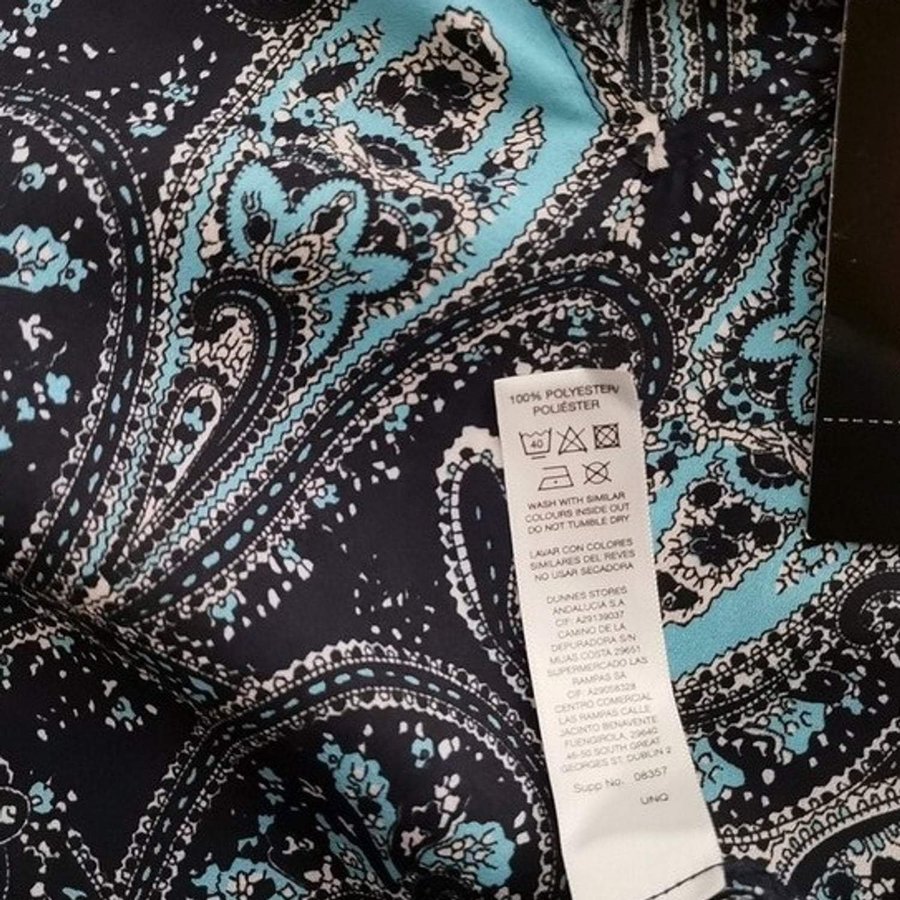 100% POLYESTER/
POLIÉSTER
40
WASH WITH SIMILAR
COLOURS INSIDE OUT
DO NOT TUMBLE DRY
LAVAR CON COLORES
SIMILARES DEL REVES
NO USAR SECADORA
DUNNES STORES
ANDALUCIA S.A
CIF: A29139037
CAMINO DE LA
DEPURADORA S/N
MIJAS COSTA 29651
SUPERMERCADO LAS
RAMPAS SA
CIF: A29058328
CENTRO COMERCIAL
LAS RAMPAS CALLE
JACINTO BENAVENTE
FUENGIROLA, 29640
46-50 SOUTH GREAT
GEORGES ST. DUBLIN 2
Supp No. 08357
UNQ